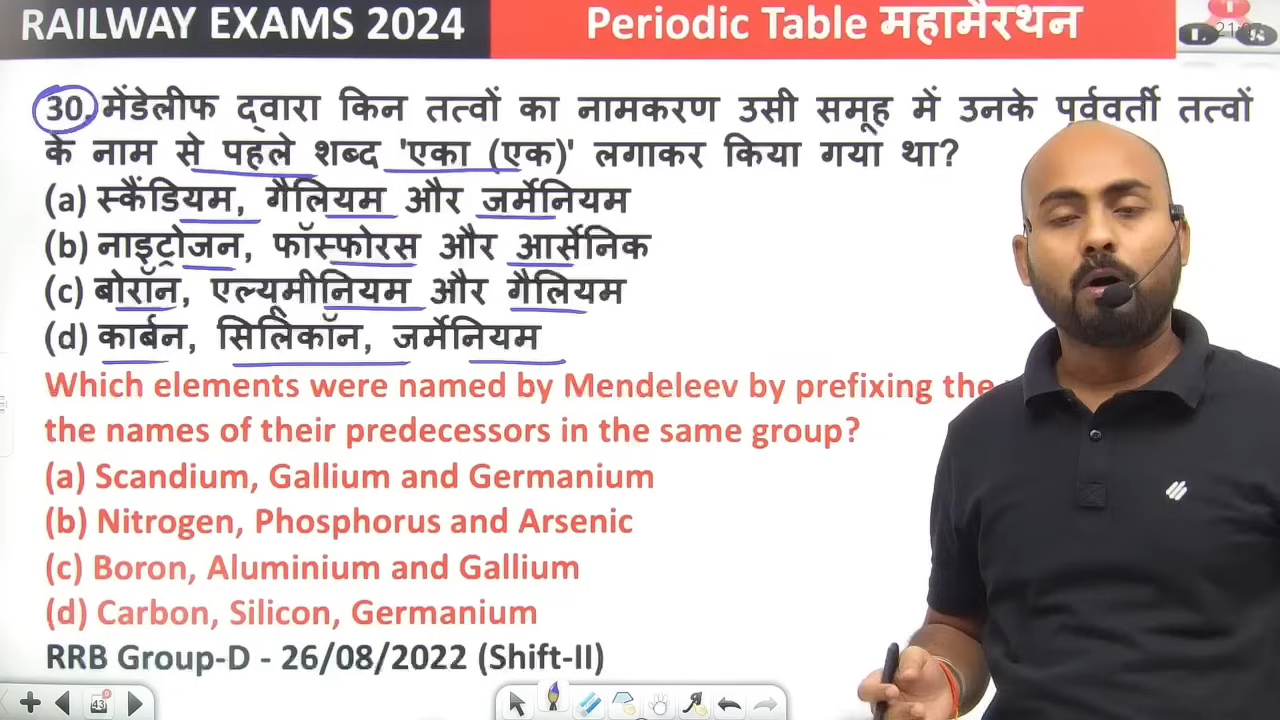 RAILWAY EXAMS 2024
Periodic Table महामैरथन
21:07
30. मेंडेलीफ द्वारा किन तत्वों का नामकरण उसी समूह में उनके पूर्ववर्ती तत्वों
के नाम से पहले शब्द 'एका (एक)' लगाकर किया गया था?
(a) स्कैंडियम, गैलियम और जर्मेनियम
(b) नाइट्रोजन, फॉस्फोरस और आर्सेनिक
(c) बोरॉन, एल्यूमीनियम और गैलियम
(d) कार्बन, सिलिकॉन, जर्मेनियम
Which elements were named by Mendeleev by prefixing the
the names of their predecessors in the same group?
(a) Scandium, Gallium and Germanium
(b) Nitrogen, Phosphorus and Arsenic
(c) Boron, Aluminium and Gallium
(d) Carbon, Silicon, Germanium
RRB Group-D - 26/08/2022 (Shift-II)
43